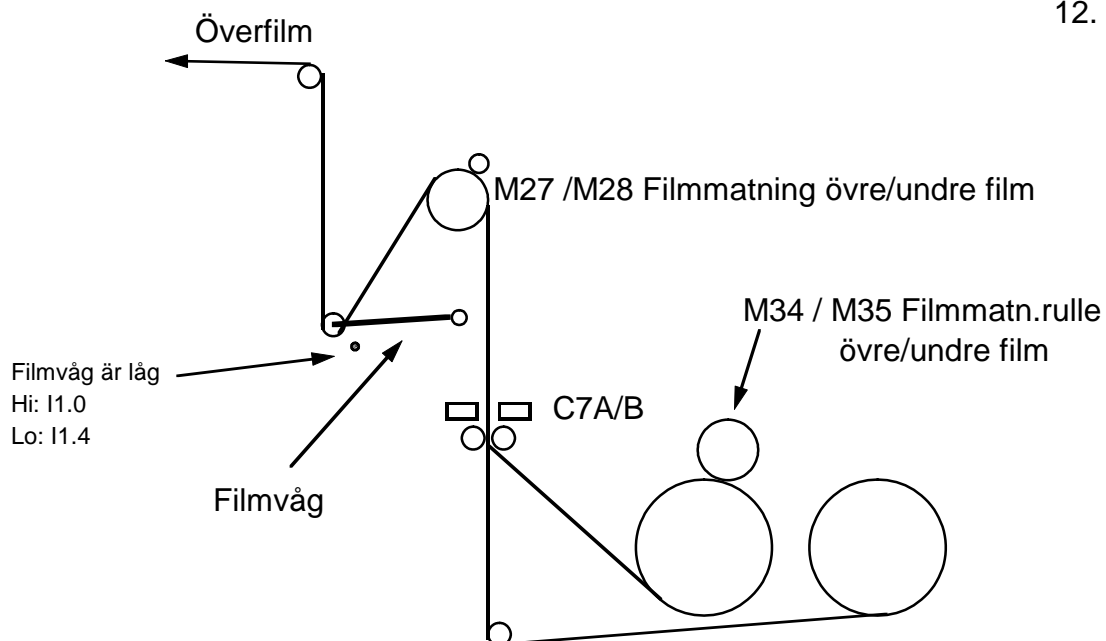 12.
Överfilm
M27 /M28 Filmmatning övre/undre film
M34 / M35 Filmmatn.rulle
övre/undre film
Filmvåg är låg
Hi: I1.0
Lo: I1.4
C7A/B
Filmvåg